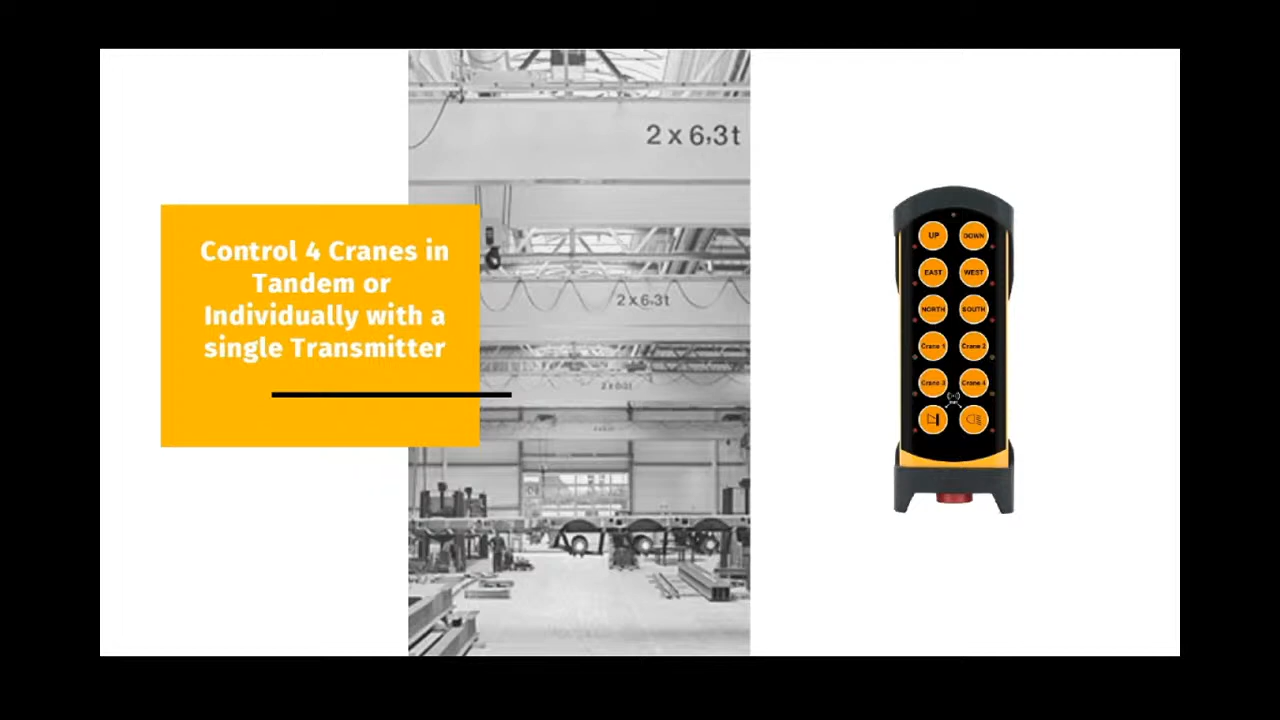 Control 4 Cranes in
Tandem or
Individually with a
single Transmitter
2 x 6,3t
2 x 6,3t
UP DOWN
EAST WEST
NORTH SOUTH
Crane 1 Crane 2
Crane 3 Crane 4